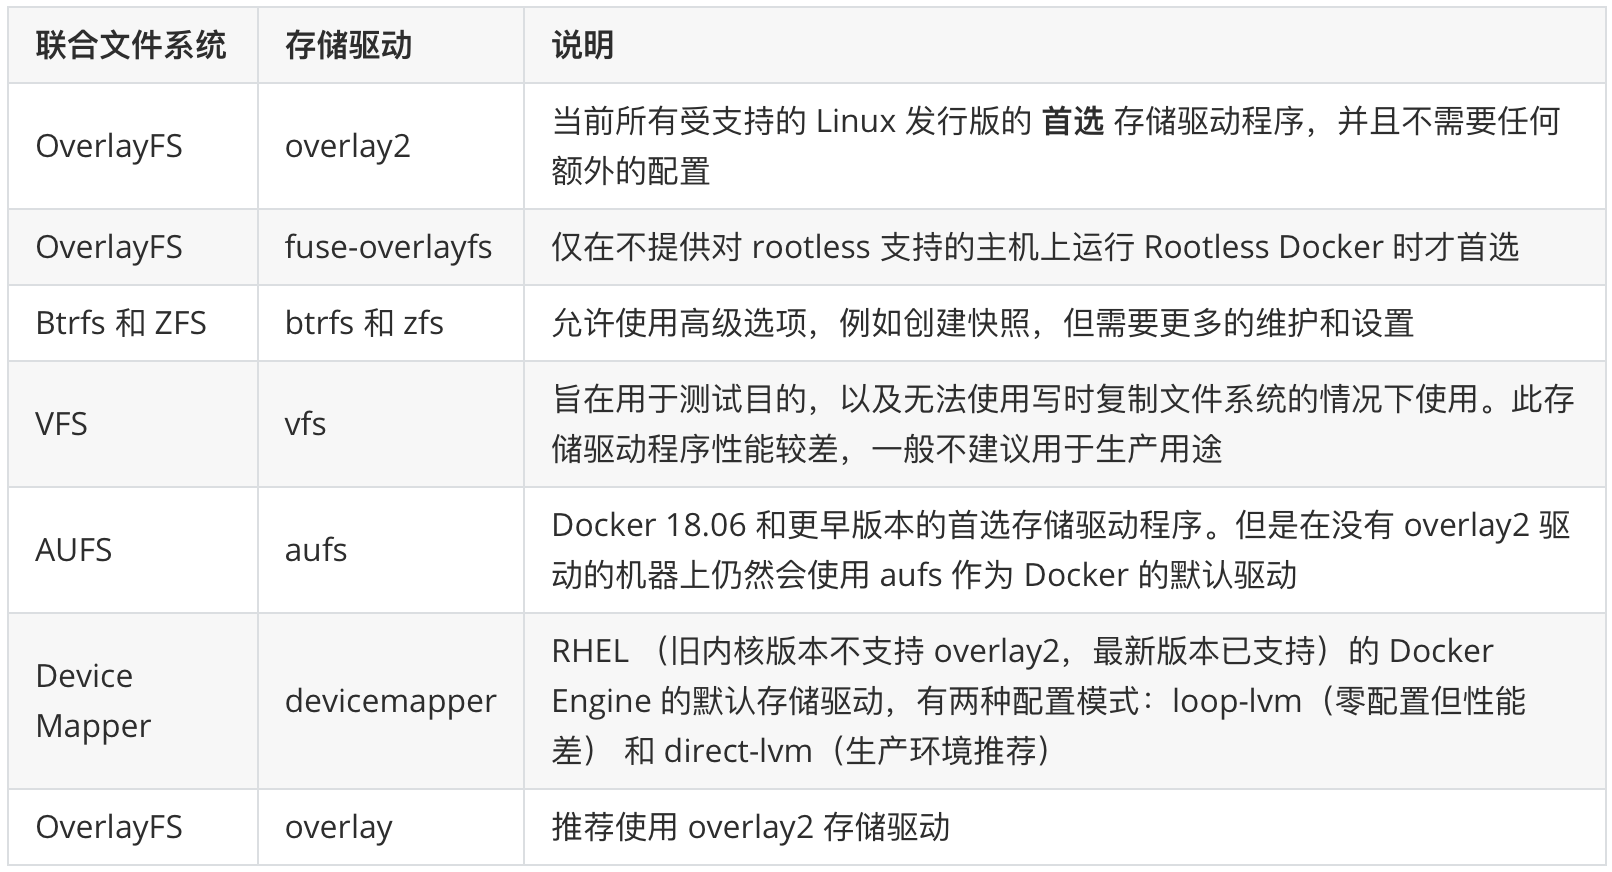 联合文件系统 存储驱动 说明
OverlayFS overlay2 当前所有受支持的 Linux 发行版的 首选 存储驱动程序，并且不需要任何
额外的配置
OverlayFS fuse-overlayfs 仅在不提供对 rootless 支持的主机上运行 Rootless Docker 时才首选
Btrfs 和 ZFS btrfs 和 zfs 允许使用高级选项，例如创建快照，但需要更多的维护和设置
VFS vfs 旨在用于测试目的，以及无法使用写时复制文件系统的情况下使用。此存
储驱动程序性能较差，一般不建议用于生产用途
AUFS aufs Docker 18.06 和更早版本的首选存储驱动程序。但是在没有 overlay2 驱
动的机器上仍然会使用 aufs 作为 Docker 的默认驱动
Device
Mapper devicemapper RHEL （旧内核版本不支持 overlay2，最新版本已支持）的 Docker
Engine 的默认存储驱动，有两种配置模式：loop-lvm（零配置但性能
差） 和 direct-lvm（生产环境推荐）
OverlayFS overlay 推荐使用 overlay2 存储驱动